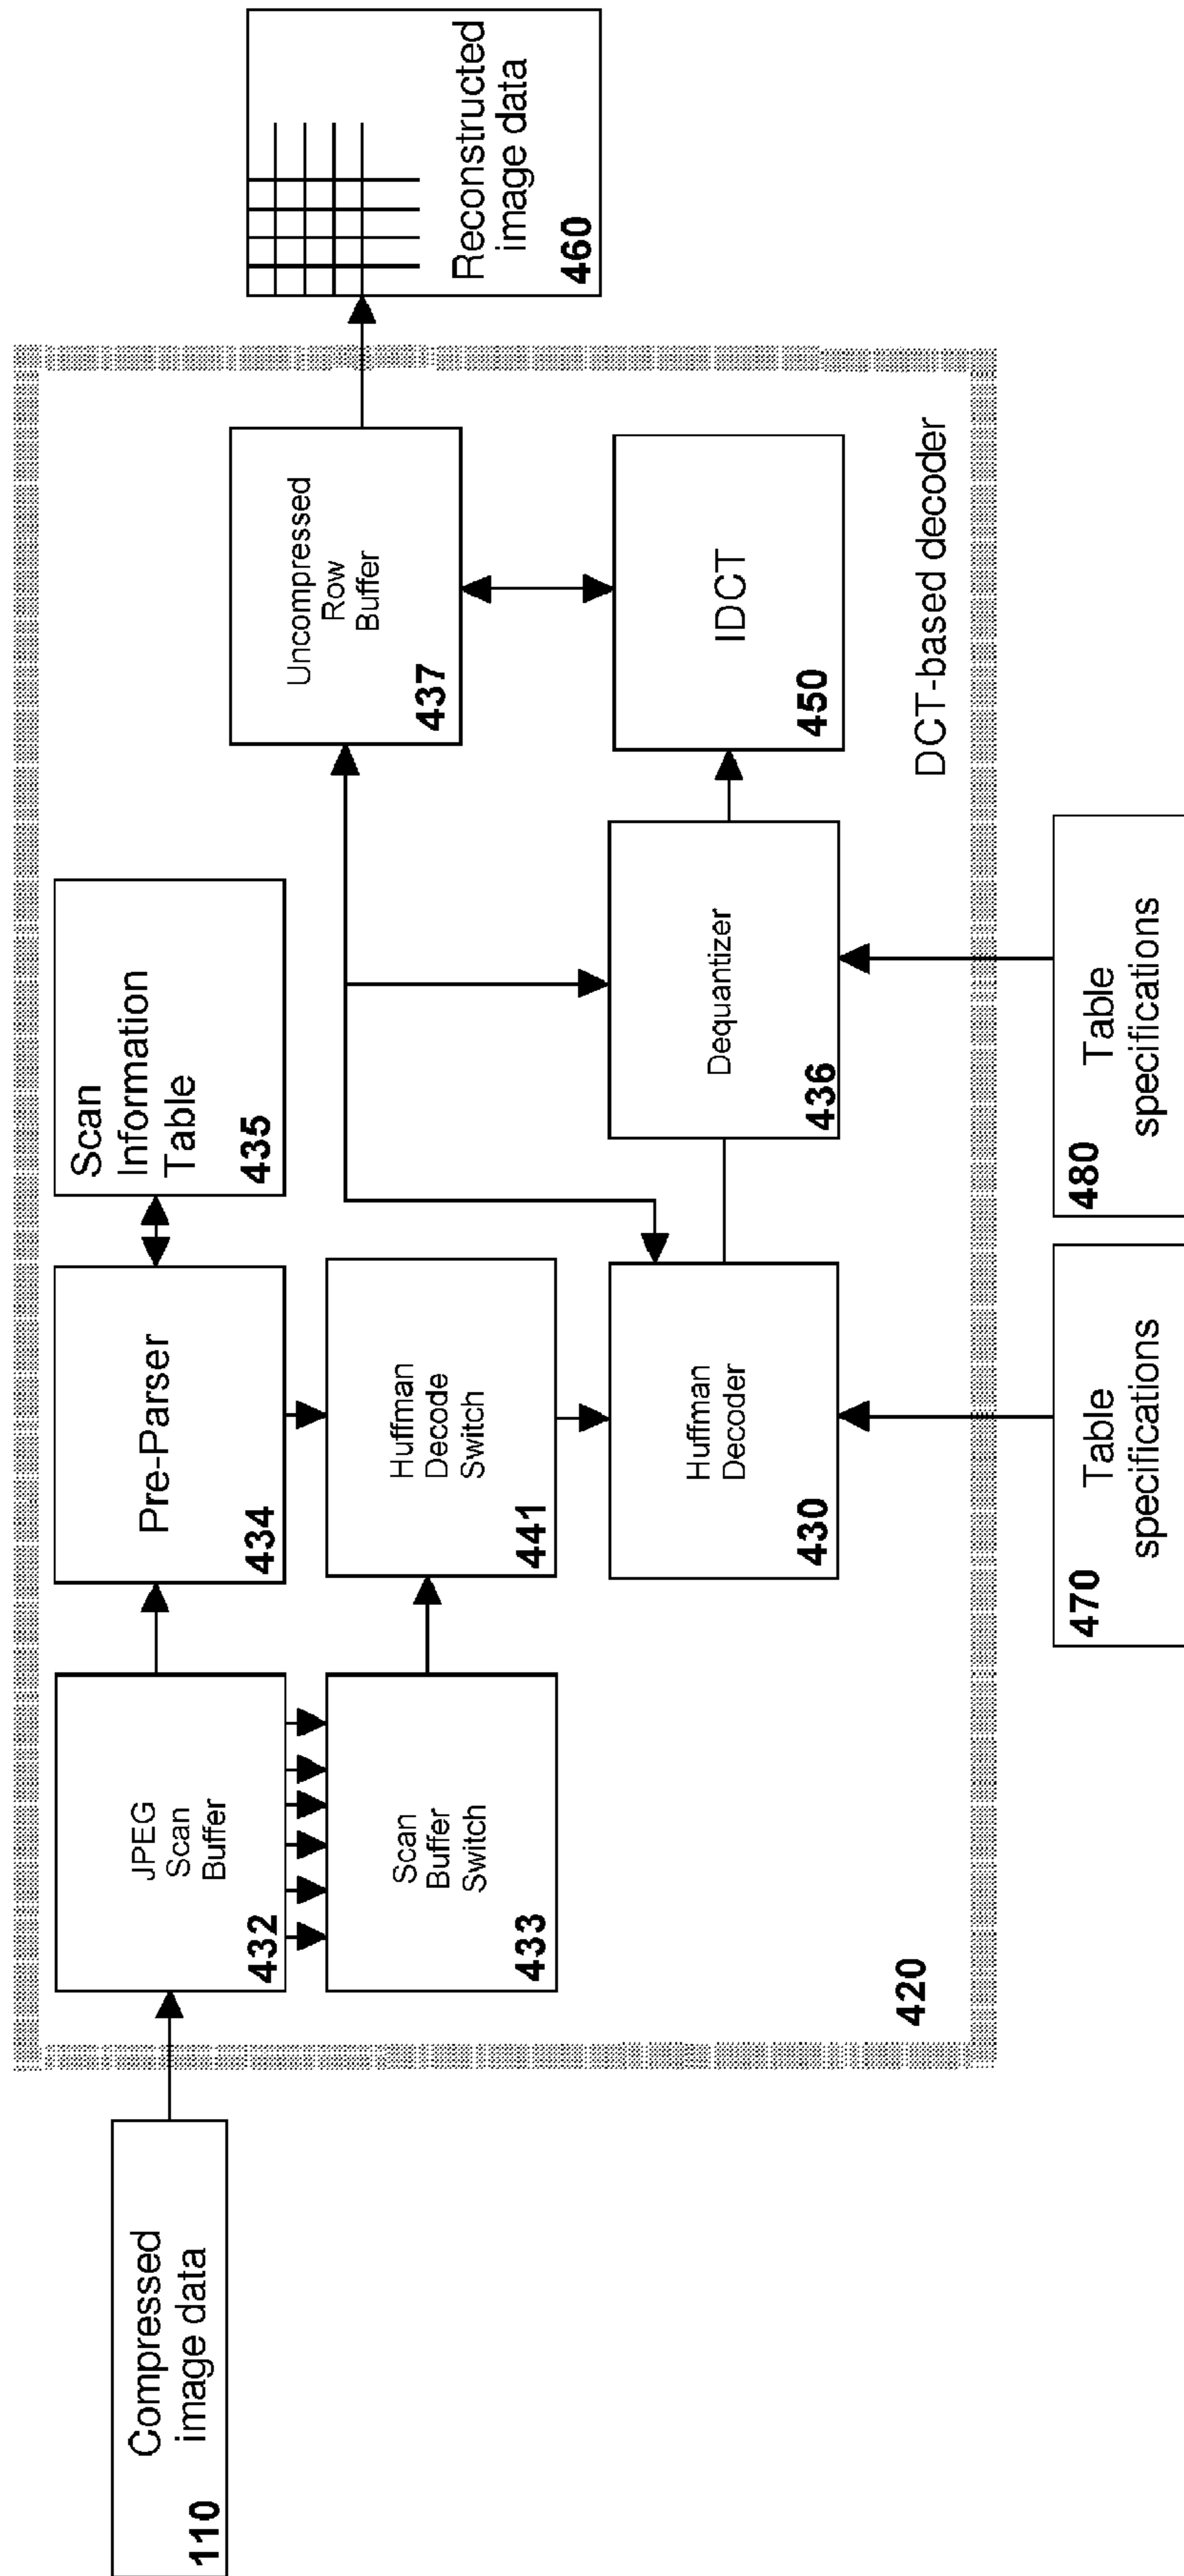 Compressed
image data
110
JPEG
Scan
Buffer
432
Pre-Parser
434
Scan
Information
Table
435
Scan
Buffer
Switch
433
Huffman
Decode
Switch
441
Uncompressed
Row
Buffer
437
Reconstructed
image data
460
Huffman
Decoder
430
Dequantizer
436
IDCT
450
420
DCT-based decoder
470
Table
specifications
480
Table
specifications